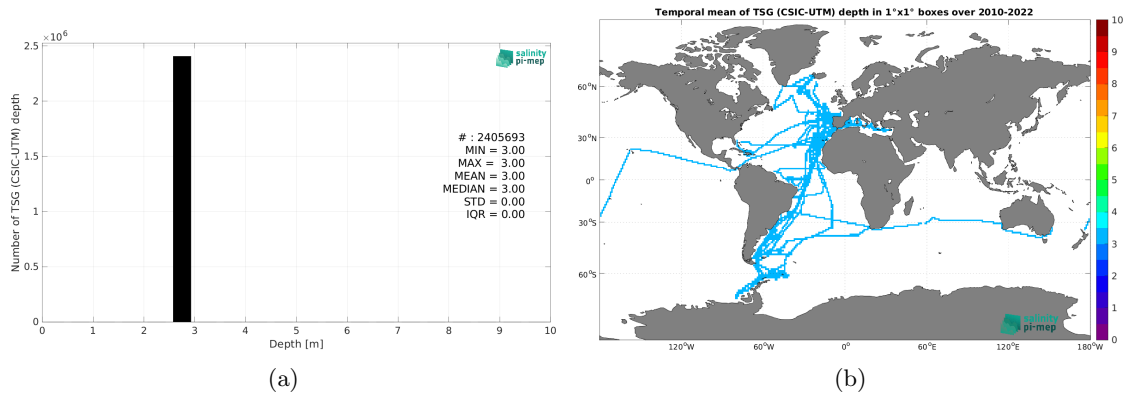 ×10⁶
2.5
2
1.5
1
0.5
0
Number of TSG (CSIC-UTM) depth
salinity
pi-mep
# : 2405693
MIN = 3.00
MAX = 3.00
MEAN = 3.00
MEDIAN = 3.00
STD = 0.00
IQR = 0.00
0 1 2 3 4 5 6 7 8 9 10
Depth [m]
(a)
Temporal mean of TSG (CSIC-UTM) depth in 1°x1° boxes over 2010-2022
60°N
30°N
0°
30°S
60°S
120°W 60°W 0° 60°E 120°E 180°W
salinity
pi-mep
10
9
8
7
6
5
4
3
2
1
0
(b)